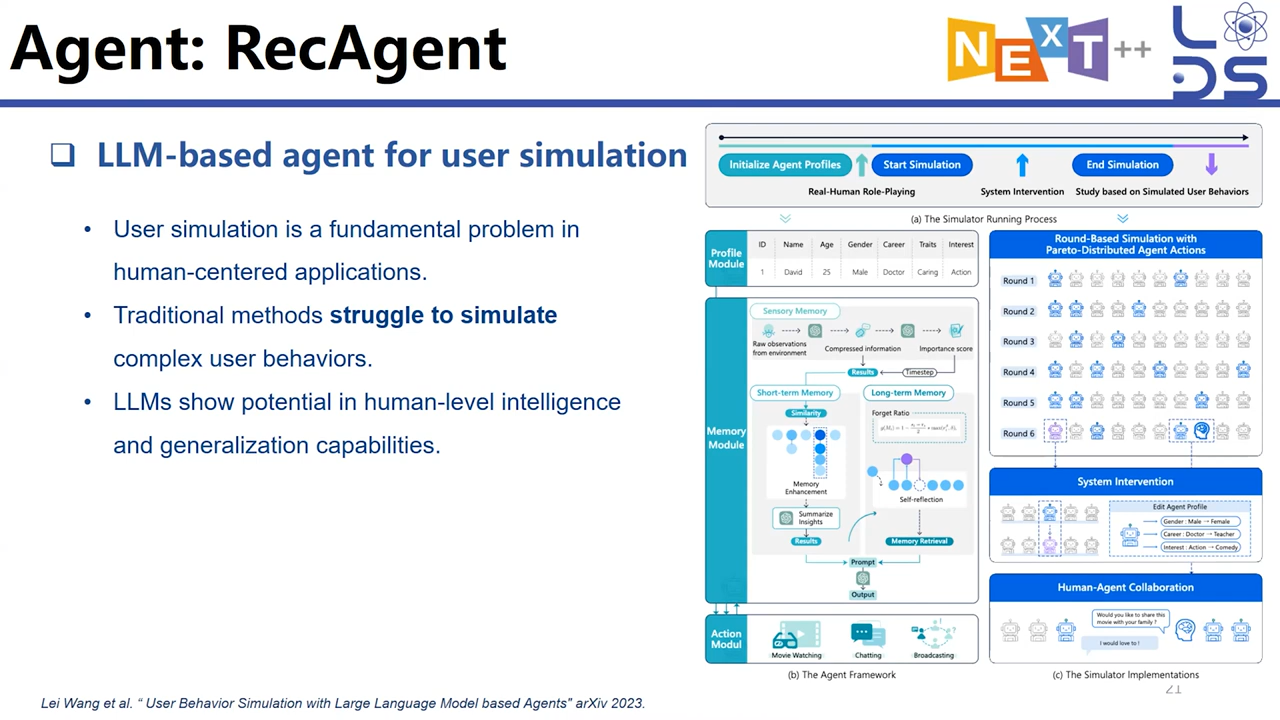 Agent: RecAgent
NExT++
LDS
LLM-based agent for user simulation
• User simulation is a fundamental problem in
human-centered applications.
• Traditional methods struggle to simulate
complex user behaviors.
• LLMs show potential in human-level intelligence
and generalization capabilities.
Initialize Agent Profiles
Start Simulation
End Simulation
Real-Human Role-Playing
System Intervention
Study based on Simulated User Behaviors
(a) The Simulator Running Process
Profile
Module
ID Name Age Gender Career Traits Interest
1 David 25 Male Doctor Caring Action
Memory
Module
Sensory Memory
Raw observations
from environment
Compressed information
Importance score
Results
Timestep
Short-term Memory
Similarity
Memory
Enhancement
Summarize
Insights
Results
Long-term Memory
Forget Ratio
Self-reflection
Memory Retrieval
Prompt
Output
Action
Modul
Movie Watching
Chatting
Broadcasting
(b) The Agent Framework
Round-Based Simulation with
Pareto-Distributed Agent Actions
Round 1
Round 2
Round 3
Round 4
Round 5
Round 6
System Intervention
Edit Agent Profile
Gender : Male → Female
Career : Doctor → Teacher
Interest : Action → Comedy
Human-Agent Collaboration
Would you like to share this
movie with your family ?
I would love to !
(c) The Simulator Implementations
21
Lei Wang et al. “ User Behavior Simulation with Large Language Model based Agents" arXiv 2023.